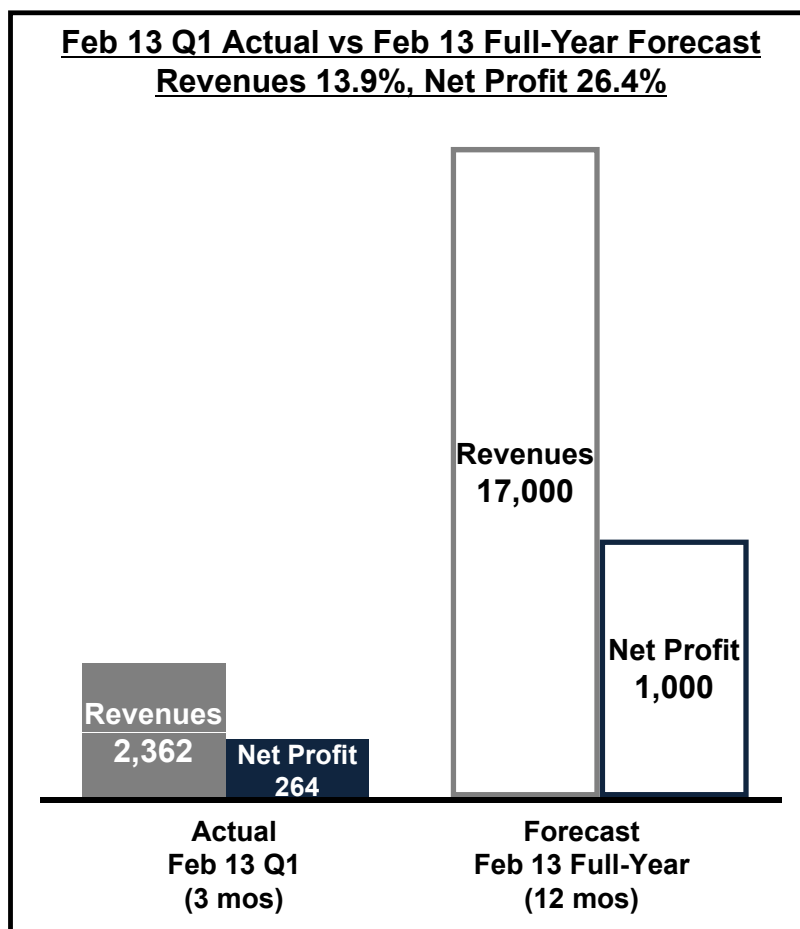 Feb 13 Q1 Actual vs Feb 13 Full-Year Forecast
Revenues 13.9%, Net Profit 26.4%
Revenues
17,000
Net Profit
1,000
Revenues
2,362
Net Profit
264
Actual
Feb 13 Q1
(3 mos)
Forecast
Feb 13 Full-Year
(12 mos)